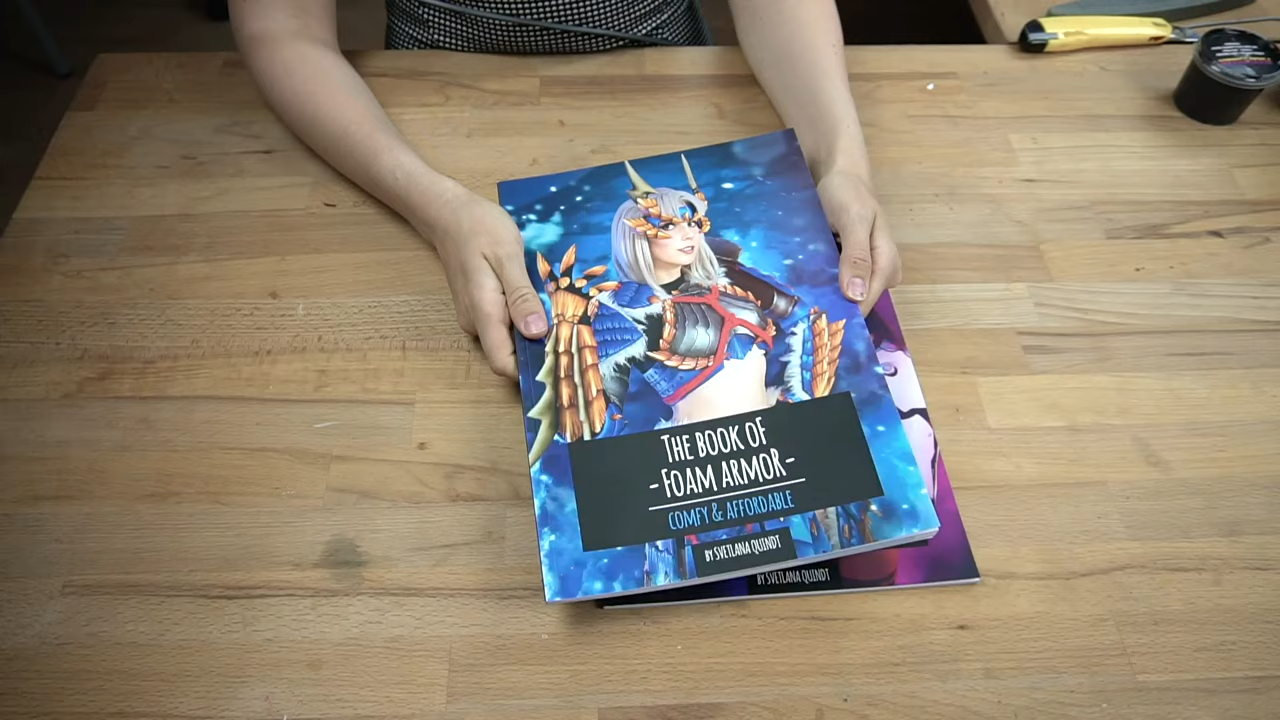 THE BOOK OF
-FOAM ARMOR-
COMFY & AFFORDABLE
BY SVETLANA QUINDT
BY SVETLANA QUINDT